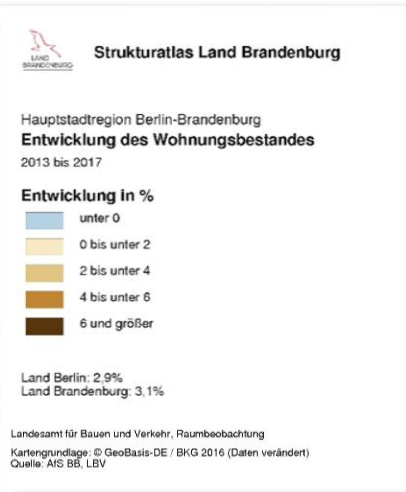 LAND
BRANDENBURG
Strukturatlas Land Brandenburg
Hauptstadtregion Berlin-Brandenburg
Entwicklung des Wohnungsbestandes
2013 bis 2017
Entwicklung in %
unter 0
0 bis unter 2
2 bis unter 4
4 bis unter 6
6 und größer
Land Berlin: 2,9%
Land Brandenburg: 3,1%
Landesamt für Bauen und Verkehr, Raumbeobachtung
Kartengrundlage: © GeoBasis-DE / BKG 2016 (Daten verändert)
Quelle: AfS BB, LBV